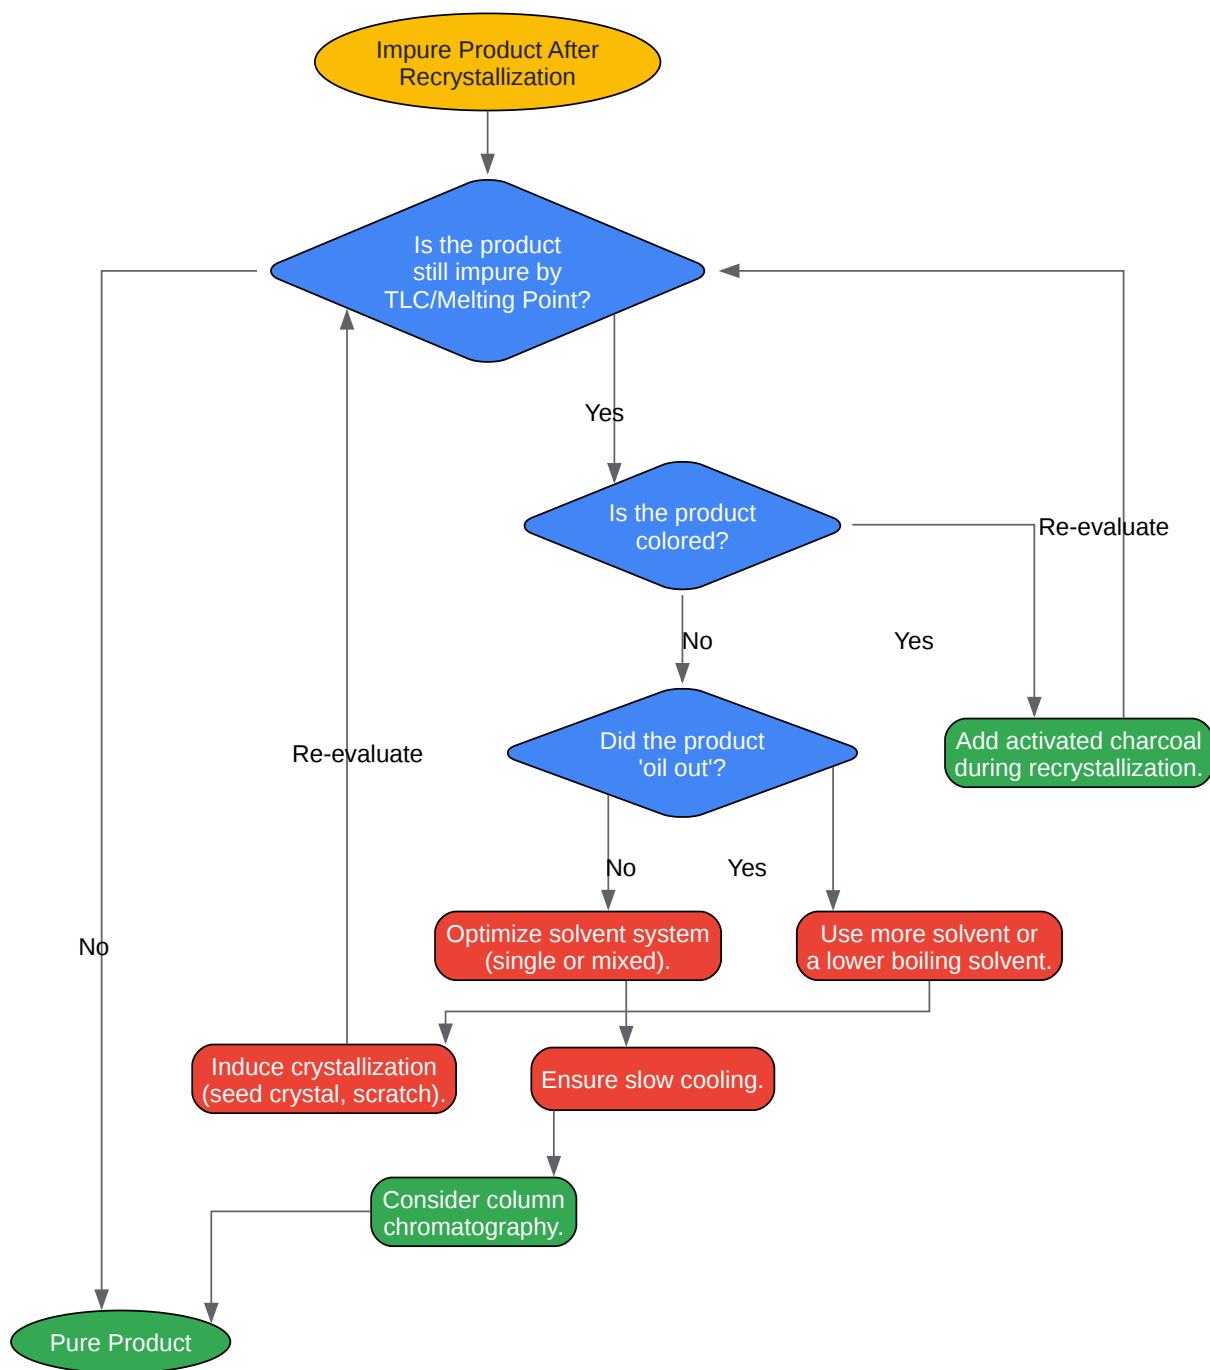 Impure Product After
Recrystallization
Is the product
still impure by
TLC/Melting Point?
Yes
Is the product
colored?
Re-evaluate
No
Yes
Did the product
'oil out'?
Add activated charcoal
during recrystallization.
Re-evaluate
No
Yes
Optimize solvent system
(single or mixed).
Use more solvent or
a lower boiling solvent.
No
Induce crystallization
(seed crystal, scratch).
Ensure slow cooling.
Consider column
chromatography.
Pure Product